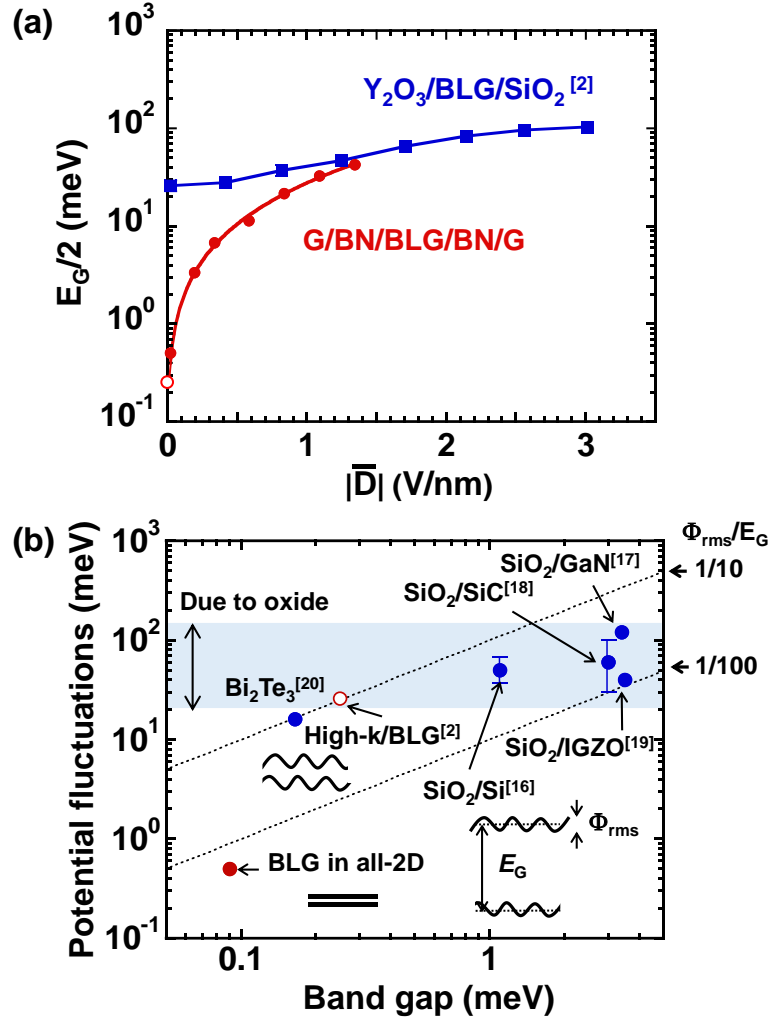 (a)
10³
10²
10¹
10⁰
10⁻¹
E_G/2 (meV)
Y₂O₃/BLG/SiO₂ [2]
G/BN/BLG/BN/G
0
1
2
3
|D̅| (V/nm)
(b)
Φ_rms/E_G
10³
10²
10¹
10⁰
10⁻¹
Potential fluctuations (meV)
SiO₂/GaN[17]
1/10
SiO₂/SiC[18]
Due to oxide
1/100
Bi₂Te₃[20]
High-k/BLG[2]
SiO₂/IGZO[19]
SiO₂/Si[16]
Φ_rms
E_G
BLG in all-2D
0.1
1
Band gap (meV)